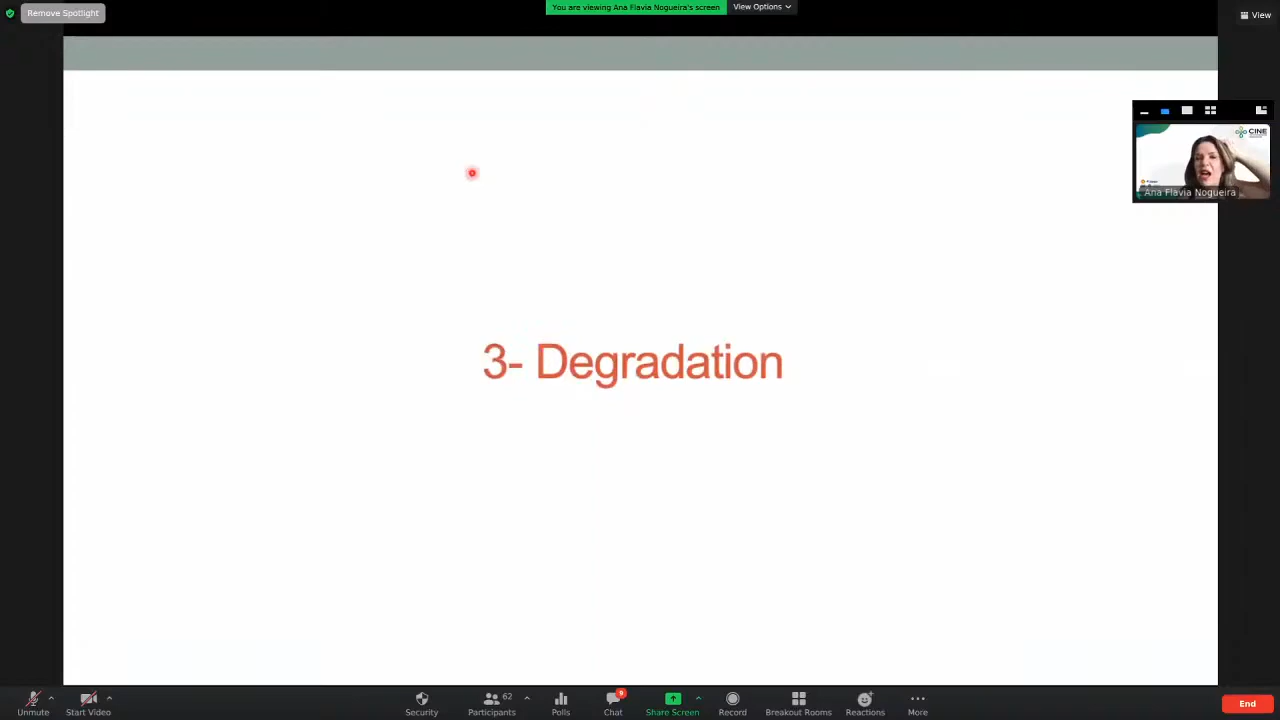 Remove Spotlight
You are viewing Ana Flavia Nogueira's screen
View Options
View
CINE
Ana Flavia Nogueira
3- Degradation
Unmute
Start Video
Security
62
Participants
Polls
9
Chat
Share Screen
Record
Breakout Rooms
Reactions
More
End